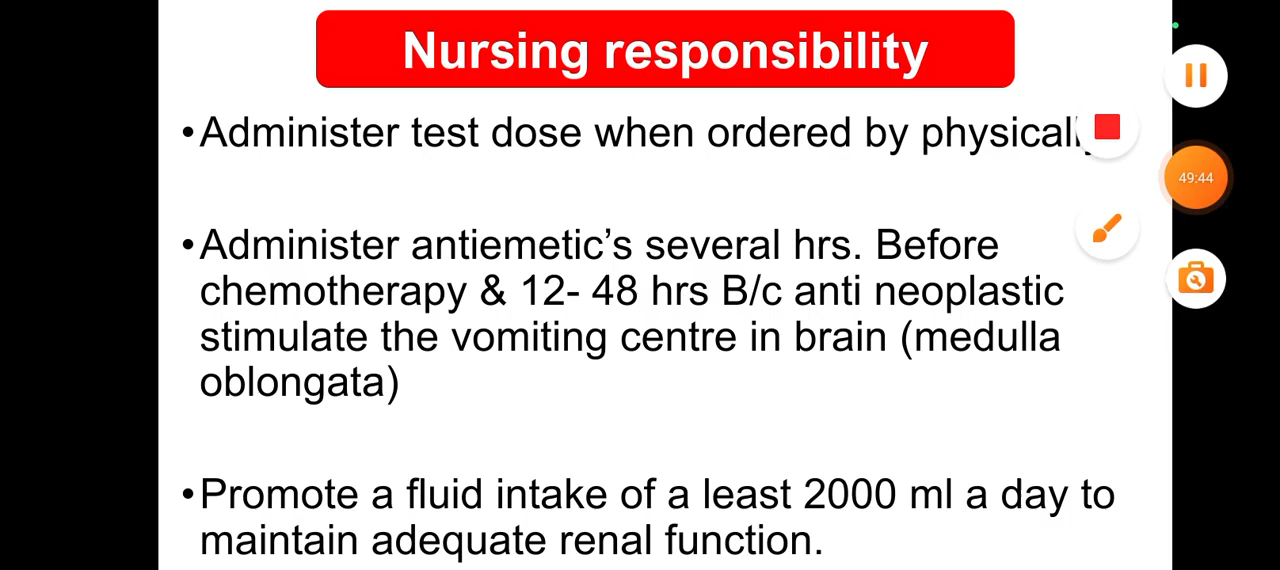 Nursing responsibility
•Administer test dose when ordered by physically
•Administer antiemetic's several hrs. Before
chemotherapy & 12- 48 hrs B/c anti neoplastic
stimulate the vomiting centre in brain (medulla
oblongata)
•Promote a fluid intake of a least 2000 ml a day to
maintain adequate renal function.
49:44